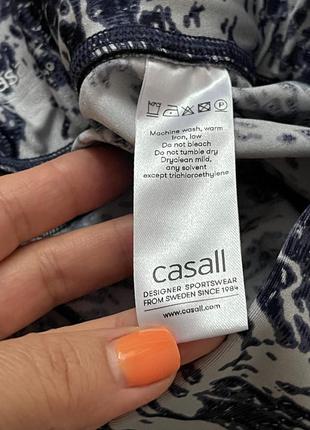 P
Machine wash, warm
Iron, low
Do not bleach
Do not tumble dry
Dryclean mild,
any solvent
except trichloroethylene
casall
DESIGNER SPORTSWEAR
FROM SWEDEN SINCE 1984
www.casall.com